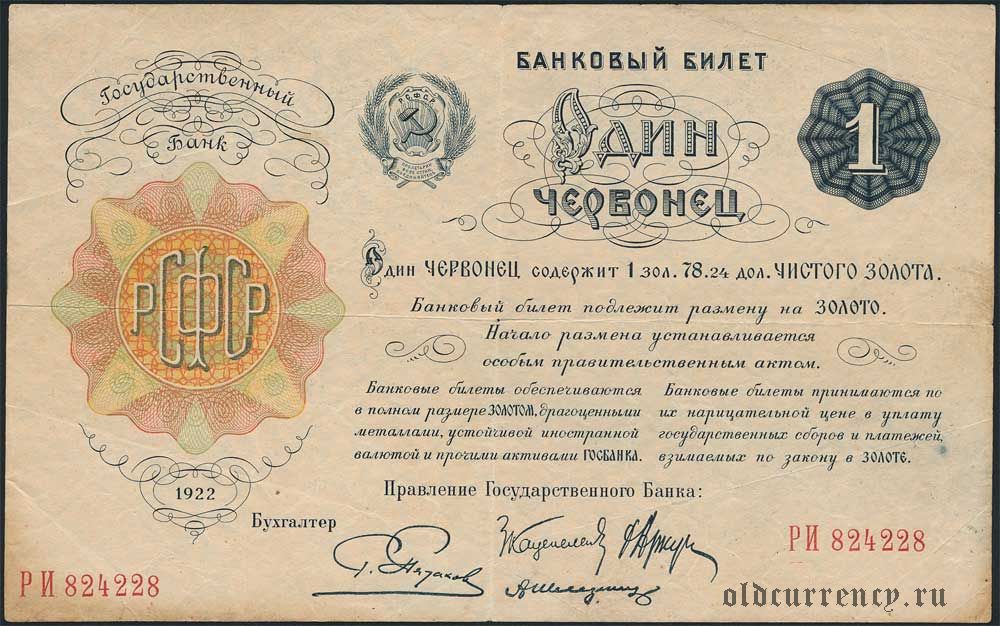 Государственный
Банк
РСФСР
1922
РСФСР
БАНКОВЫЙ БИЛЕТ
ОДИН
ЧЕРВОНЕЦ
1
Один ЧЕРВОНЕЦ содержит 1 зол. 78.24 дол. ЧИСТОГО ЗОЛОТА.
Банковый билет подлежит размену на ЗОЛОТО.
Начало размена устанавливается
особым правительственным актом.
Банковые билеты обеспечиваются
в полном размере ЗОЛОТОМ, драгоценными
металлами, устойчивой иностранной
валютой и прочими активами ГОСБАНКА.
Банковые билеты принимаются по
их нарицательной цене в уплату
государственных сборов и платежей,
взимаемых по закону в ЗОЛОТЕ.
Правление Государственного Банка:
Бухгалтер
РИ 824228
РИ 824228
oldcurrency.ru